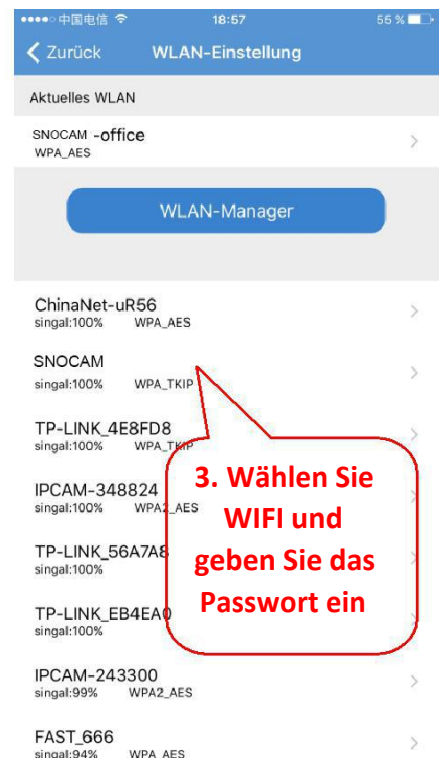 中国电信 18:57 55 %
Zurück WLAN-Einstellung
Aktuelles WLAN
SNOCAM -office
WPA_AES
WLAN-Manager
ChinaNet-uR56
singal:100% WPA_AES
SNOCAM
singal:100% WPA_TKIP
TP-LINK_4E8FD8
singal:100% WPA_TKIP
IPCAM-348824
singal:100% WPA2_AES
TP-LINK_56A7A8
singal:100%
TP-LINK_EB4EA0
singal:100%
3. Wählen Sie
WIFI und
geben Sie das
Passwort ein
IPCAM-243300
singal:99% WPA2_AES
FAST_666
singal:94% WPA_AES